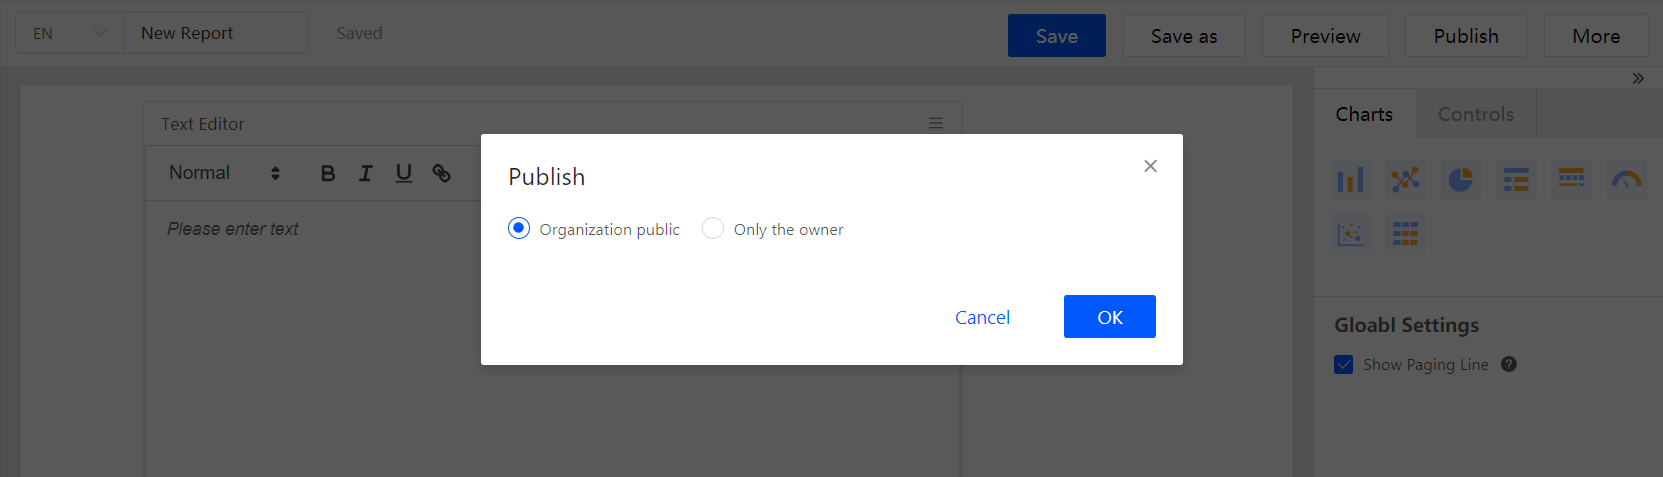 EN
New Report
Saved
Save
Save as
Preview
Publish
More
Text Editor
Normal
B I U
Please enter text
Publish
Organization public
Only the owner
Cancel
OK
Charts
Controls
Gloabl Settings
Show Paging Line ?